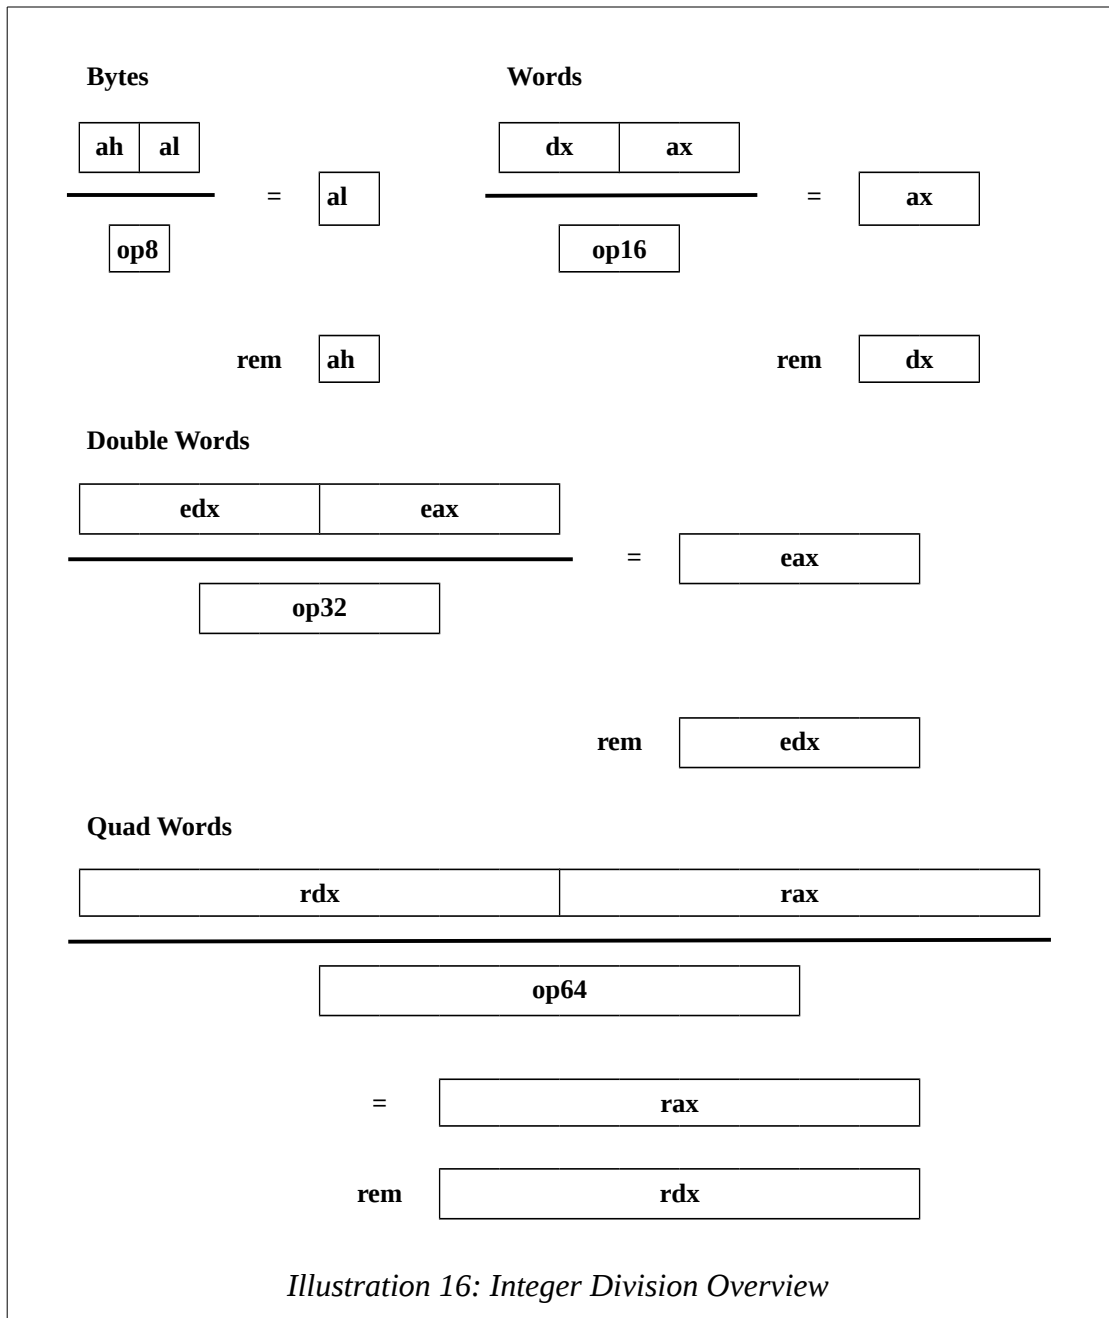 Bytes
ah al
op8
= al
rem ah
Words
dx ax
op16
= ax
rem dx
Double Words
edx eax
op32
= eax
rem edx
Quad Words
rdx rax
op64
= rax
rem rdx
Illustration 16: Integer Division Overview